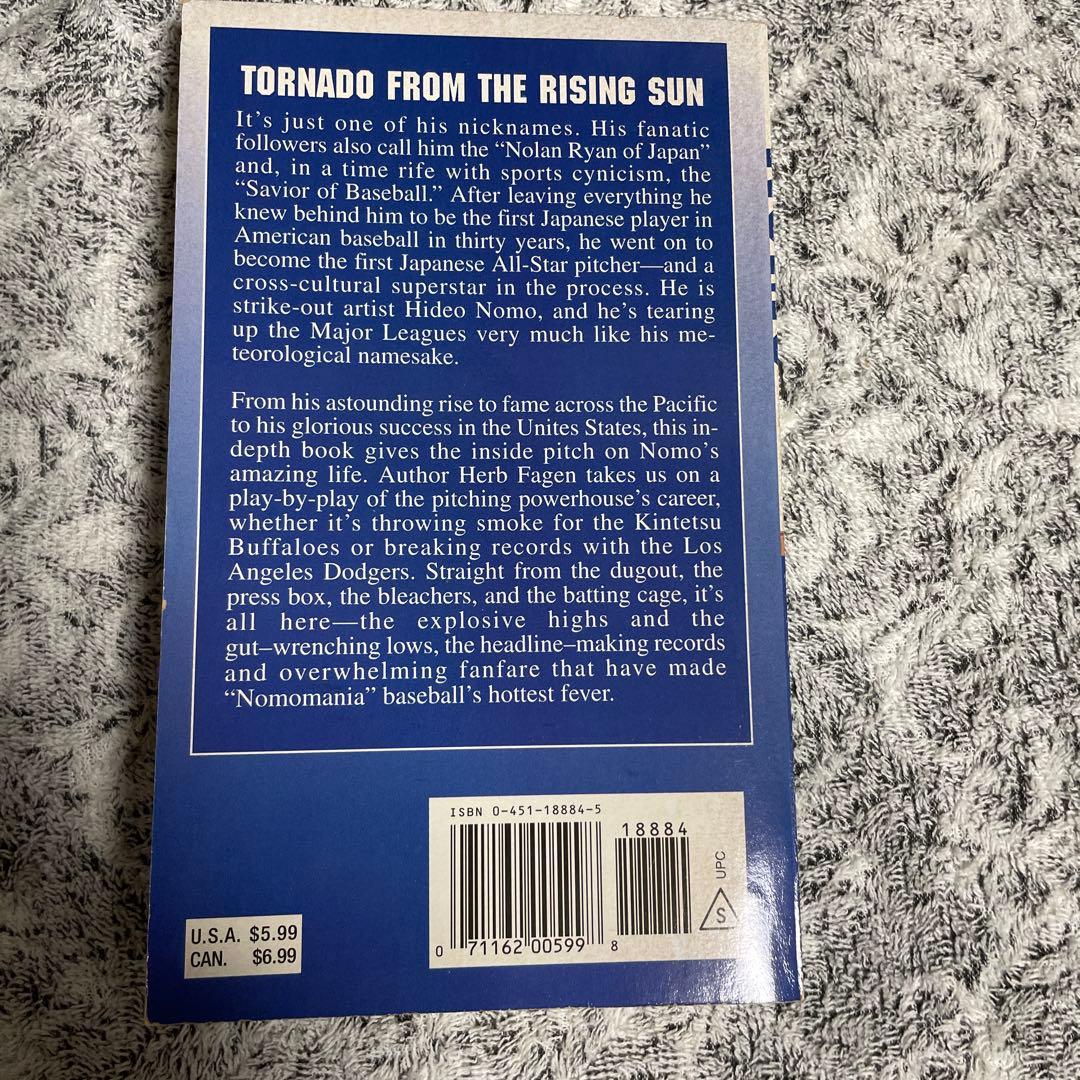 TORNADO FROM THE RISING SUN
It's just one of his nicknames. His fanatic
followers also call him the “Nolan Ryan of Japan”
and, in a time rife with sports cynicism, the
“Savior of Baseball.” After leaving everything he
knew behind him to be the first Japanese player in
American baseball in thirty years, he went on to
become the first Japanese All-Star pitcher—and a
cross-cultural superstar in the process. He is
strike-out artist Hideo Nomo, and he's tearing
up the Major Leagues very much like his me-
teorological namesake.
From his astounding rise to fame across the Pacific
to his glorious success in the Unites States, this in-
depth book gives the inside pitch on Nomo's
amazing life. Author Herb Fagen takes us on a
play-by-play of the pitching powerhouse's career,
whether it's throwing smoke for the Kintetsu
Buffaloes or breaking records with the Los
Angeles Dodgers. Straight from the dugout, the
press box, the bleachers, and the batting cage, it's
all here—the explosive highs and the
gut–wrenching lows, the headline–making records
and overwhelming fanfare that have made
“Nomomania” baseball's hottest fever.
ISBN 0-451-18884-5
18884
UPC
S
0 71162 00599 8
U.S.A. $5.99
CAN. $6.99